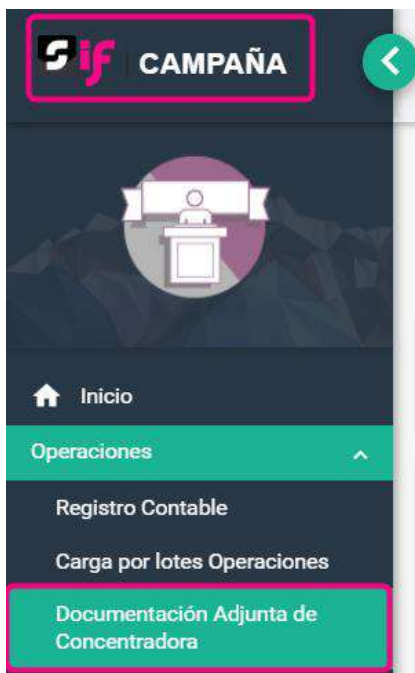 Sif CAMPAÑA
Inicio
Operaciones
Registro Contable
Carga por lotes Operaciones
Documentación Adjunta de
Concentradora